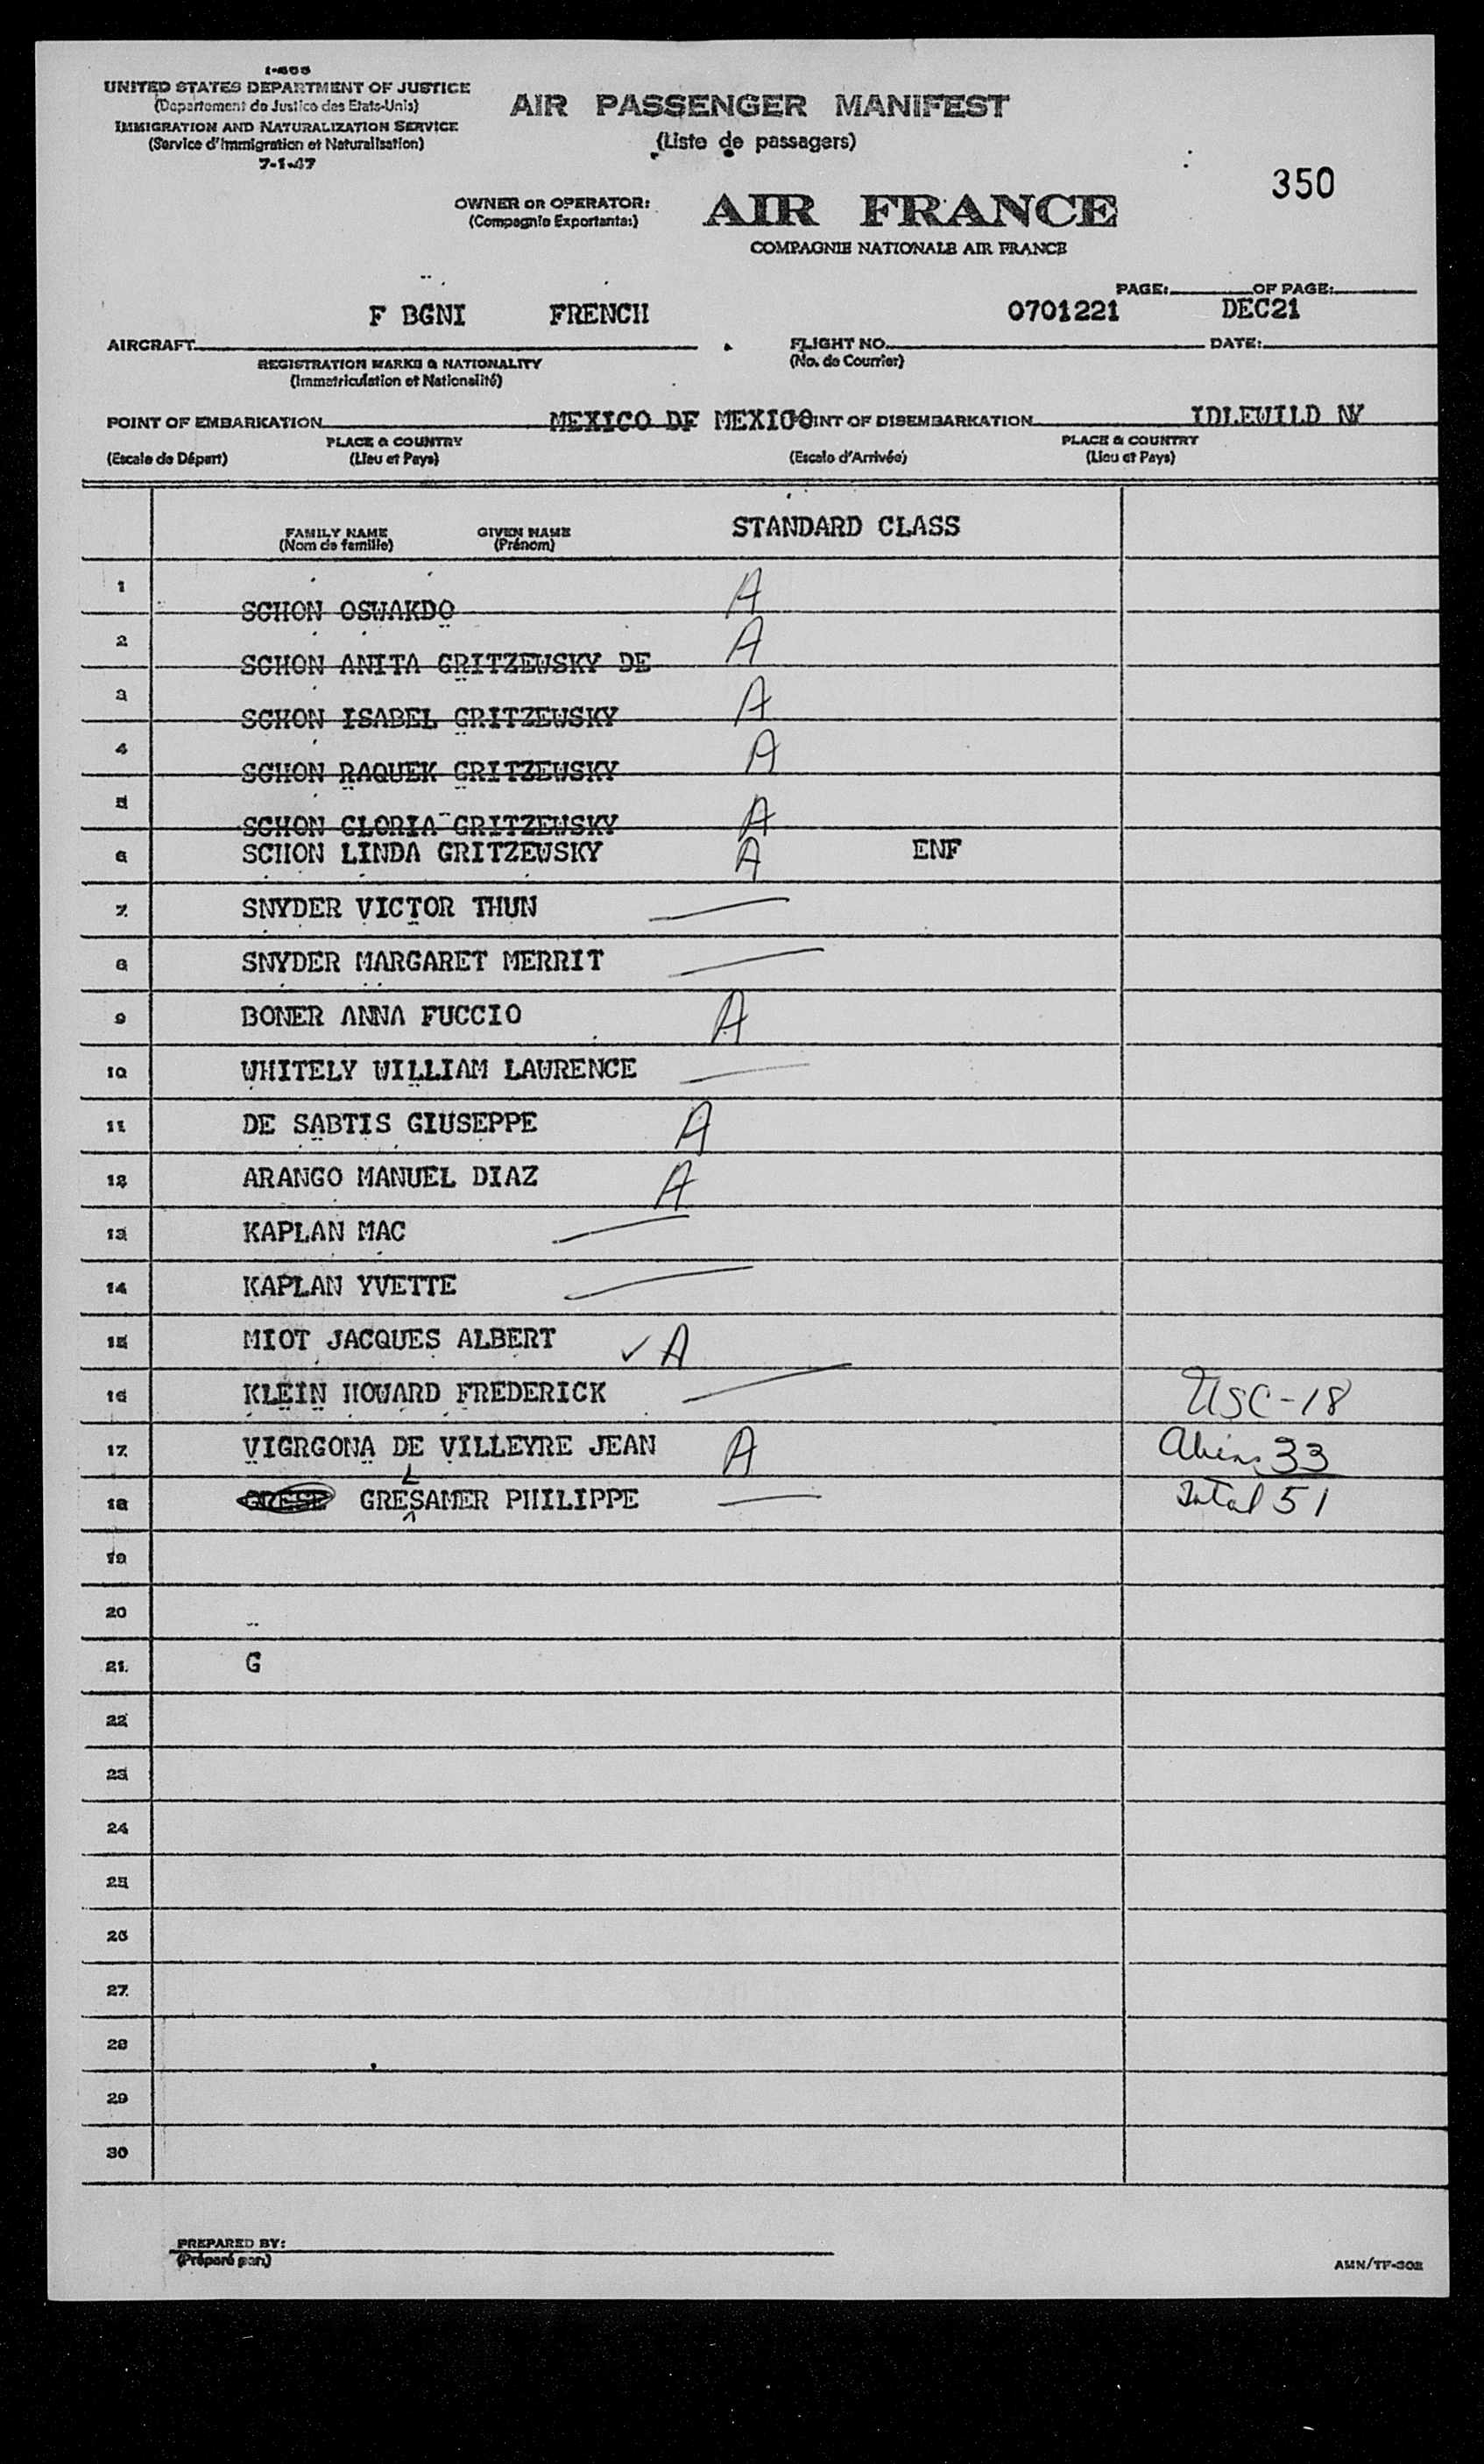 I-466
UNITED STATES DEPARTMENT OF JUSTICE
(Departement de Justice des Etats-Unis)
IMMIGRATION AND NATURALIZATION SERVICE
(Service d'Immigration et Naturalisation)
7-1-47
AIR PASSENGER MANIFEST
(Liste de passagers)
350
OWNER OR OPERATOR: AIR FRANCE
(Compagnie Exportante:)
COMPAGNIE NATIONALE AIR FRANCE
PAGE: OF PAGE:
F BGNI FRENCH 0701221 DEC21
AIRCRAFT FLIGHT NO. DATE:
REGISTRATION MARKS & NATIONALITY (No. de Courrier)
(Immatriculation et Nationalité)
POINT OF EMBARKATION MEXICO DF MEXICO POINT OF DISEMBARKATION IDLEWILD NY
PLACE & COUNTRY PLACE & COUNTRY
(Escale de Départ) (Lieu et Pays) (Escale d'Arrivée) (Lieu et Pays)
FAMILY NAME GIVEN NAME STANDARD CLASS
(Nom de famille) (Prénom)
1 SCHON OSWAKDO A
2 SCHON ANITA GRITZEWSKY DE A
3 SCHON ISABEL GRITZEWSKY A
4 SCHON RAQUEK GRITZEWSKY A
5 SCHON GLORIA GRITZEWSKY A
6 SCHON LINDA GRITZEWSKY A ENF
7 SNYDER VICTOR THUN
8 SNYDER MARGARET MERRIT
9 BONER ANNA FUCCIO A
10 WHITELY WILLIAM LAWRENCE
11 DE SABTIS GIUSEPPE A
12 ARANGO MANUEL DIAZ A
13 KAPLAN MAC
14 KAPLAN YVETTE
15 MIOT JACQUES ALBERT ✓ A
16 KLEIN HOWARD FREDERICK USC-18
17 VIGRGONA DE VILLEYRE JEAN A Aliens 33
L
18 GRESE GRESAMER PHILIPPE Total 51
19
20
21 G
22
23
24
25
26
27
28
29
30
PREPARED BY:
(Préparé par:)
AMN/TF-302